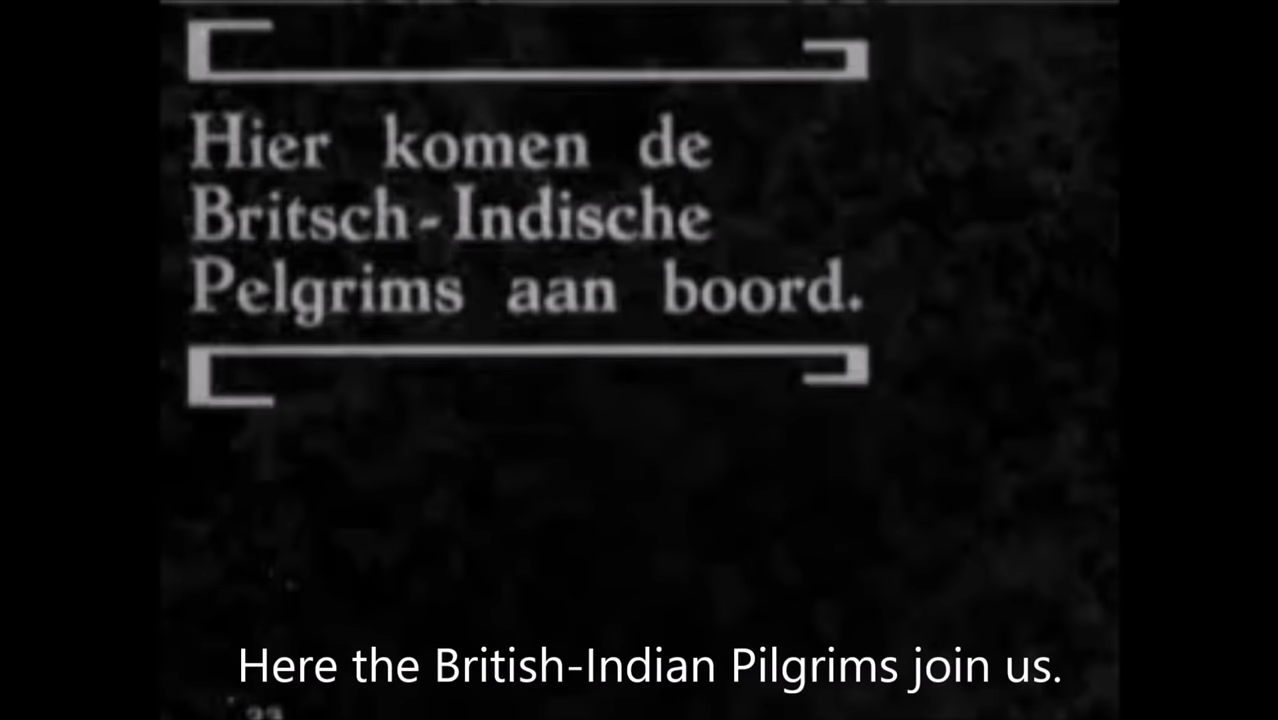 Hier komen de
Britsch-Indische
Pelgrims aan boord.
Here the British-Indian Pilgrims join us.